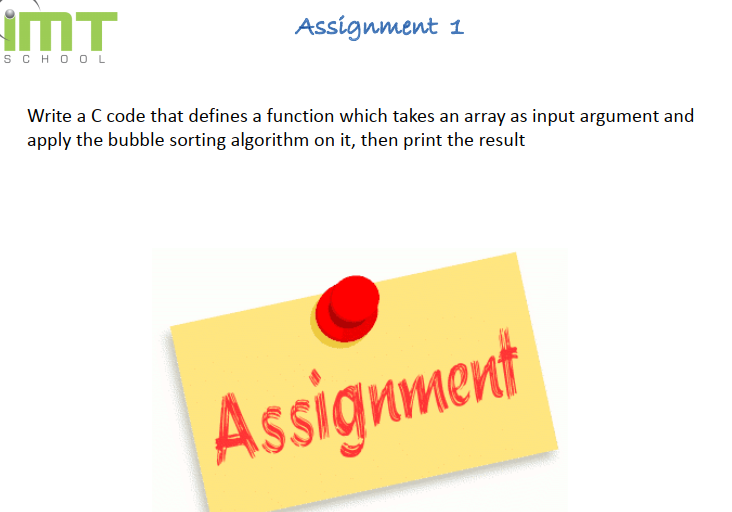 Assignment 1
imT
SCHOOL
Write a C code that defines a function which takes an array as input argument and
apply the bubble sorting algorithm on it, then print the result
Assignment